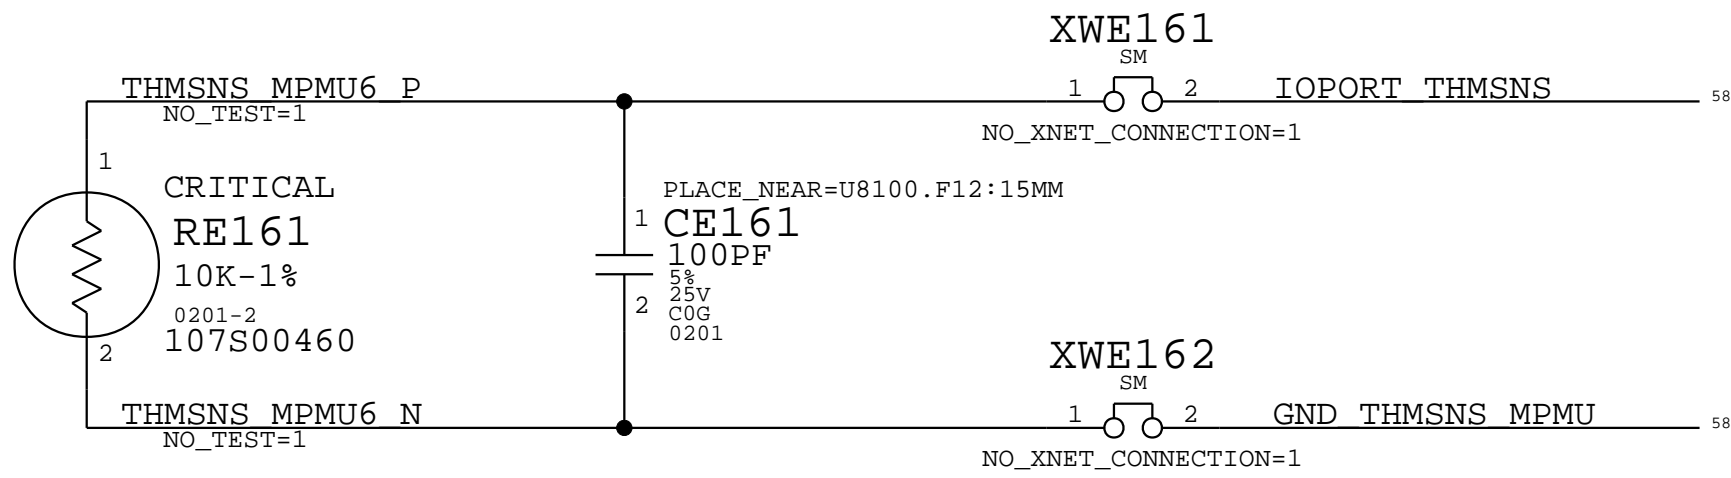 XWE161
SM
THMSNS_MPMU6_P
1
2
IOPORT_THMSNS
58
NO_TEST=1
NO_XNET_CONNECTION=1
1
CRITICAL
RE161
10K-1%
0201-2
107S00460
2
PLACE_NEAR=U8100.F12:15MM
1
CE161
100PF
5%
25V
C0G
0201
2
XWE162
SM
THMSNS_MPMU6_N
1
2
GND_THMSNS_MPMU
58
NO_TEST=1
NO_XNET_CONNECTION=1